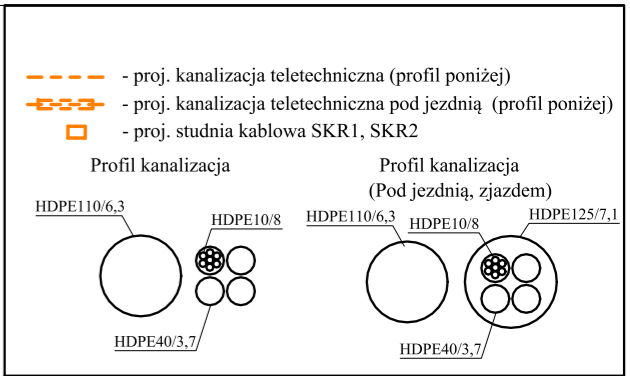 - proj. kanalizacja teletechniczna (profil poniżej)
- proj. kanalizacja teletechniczna pod jezdnią (profil poniżej)
- proj. studnia kablowa SKR1, SKR2
Profil kanalizacja
HDPE110/6,3
HDPE10/8
HDPE40/3,7
Profil kanalizacja
(Pod jezdnią, zjazdem)
HDPE110/6,3
HDPE10/8
HDPE125/7,1
HDPE40/3,7